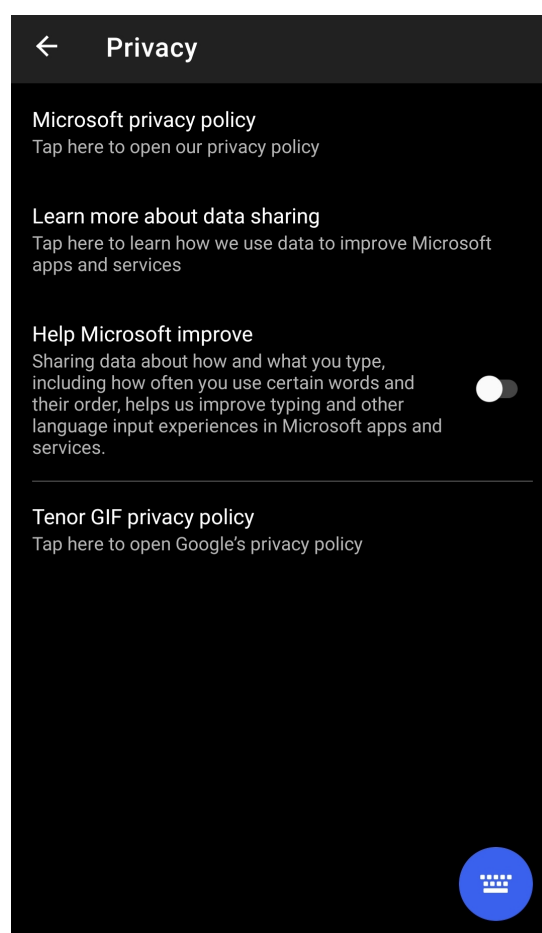 Privacy
Microsoft privacy policy
Tap here to open our privacy policy
Learn more about data sharing
Tap here to learn how we use data to improve Microsoft
apps and services
Help Microsoft improve
Sharing data about how and what you type,
including how often you use certain words and
their order, helps us improve typing and other
language input experiences in Microsoft apps and
services.
Tenor GIF privacy policy
Tap here to open Google's privacy policy